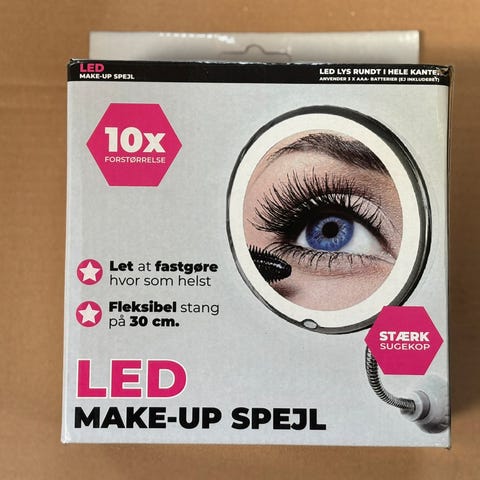 LED
MAKE-UP SPEJL
LED LYS RUNDT I HELE KANTEN
ANVENDER 3 X AAA- BATTERIER (EJ INKLUDERET)
10x
FORSTØRRELSE
Let at fastgøre
hvor som helst
Fleksibel stang
på 30 cm.
STÆRK
SUGEKOP
LED
MAKE-UP SPEJL